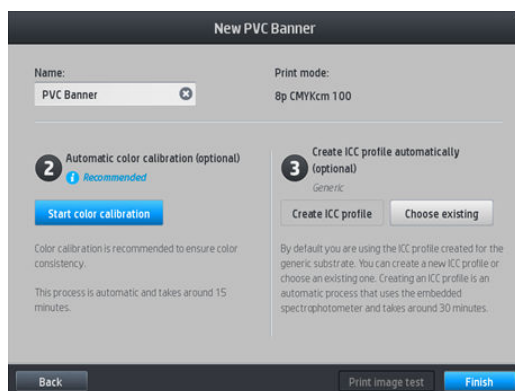 New PVC Banner
Name:
PVC Banner
Print mode:
8p CMYKcm 100
2
Automatic color calibration (optional)
Recommended
Start color calibration
Color calibration is recommended to ensure color
consistency.
This process is automatic and takes around 15
minutes.
3
Create ICC profile automatically
(optional)
Generic
Create ICC profile
Choose existing
By default you are using the ICC profile created for the
generic substrate. You can create a new ICC profile or
choose an existing one. Creating an ICC profile is an
automatic process that uses the embedded
spectrophotometer and takes around 30 minutes.
Back
Print image test
Finish